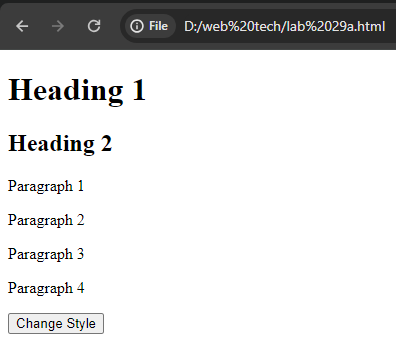 File D:/web%20tech/lab%2029a.html
Heading 1
Heading 2
Paragraph 1
Paragraph 2
Paragraph 3
Paragraph 4
Change Style